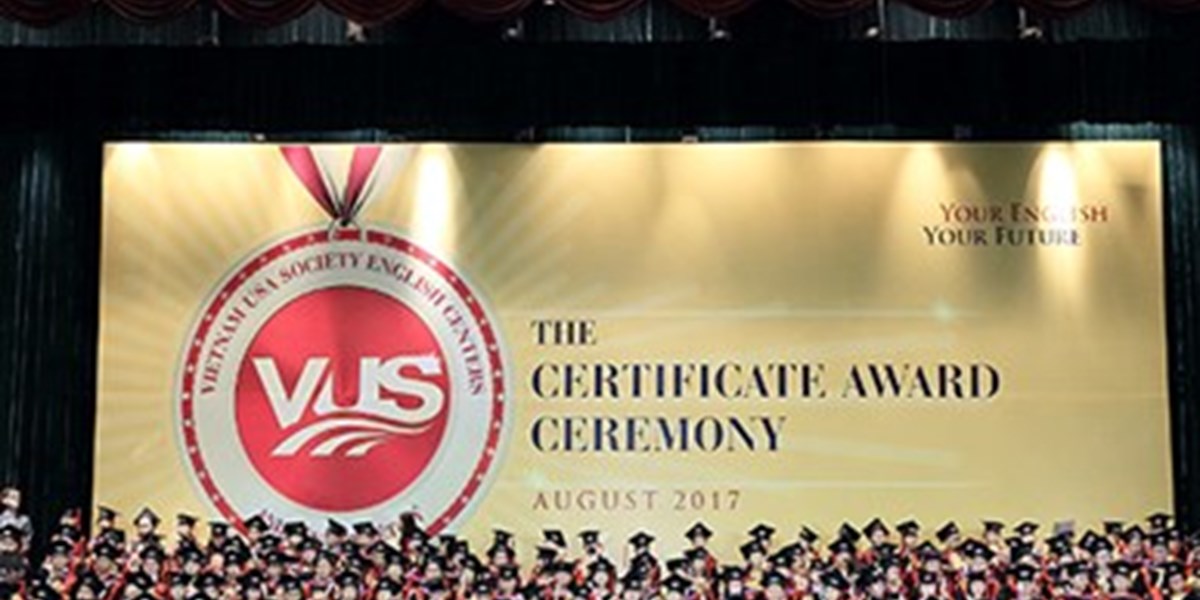 YOUR ENGLISH
YOUR FUTURE
VIETNAM USA SOCIETY ENGLISH CENTERS
VUS
THE
CERTIFICATE AWARD
CEREMONY
AUGUST 2017